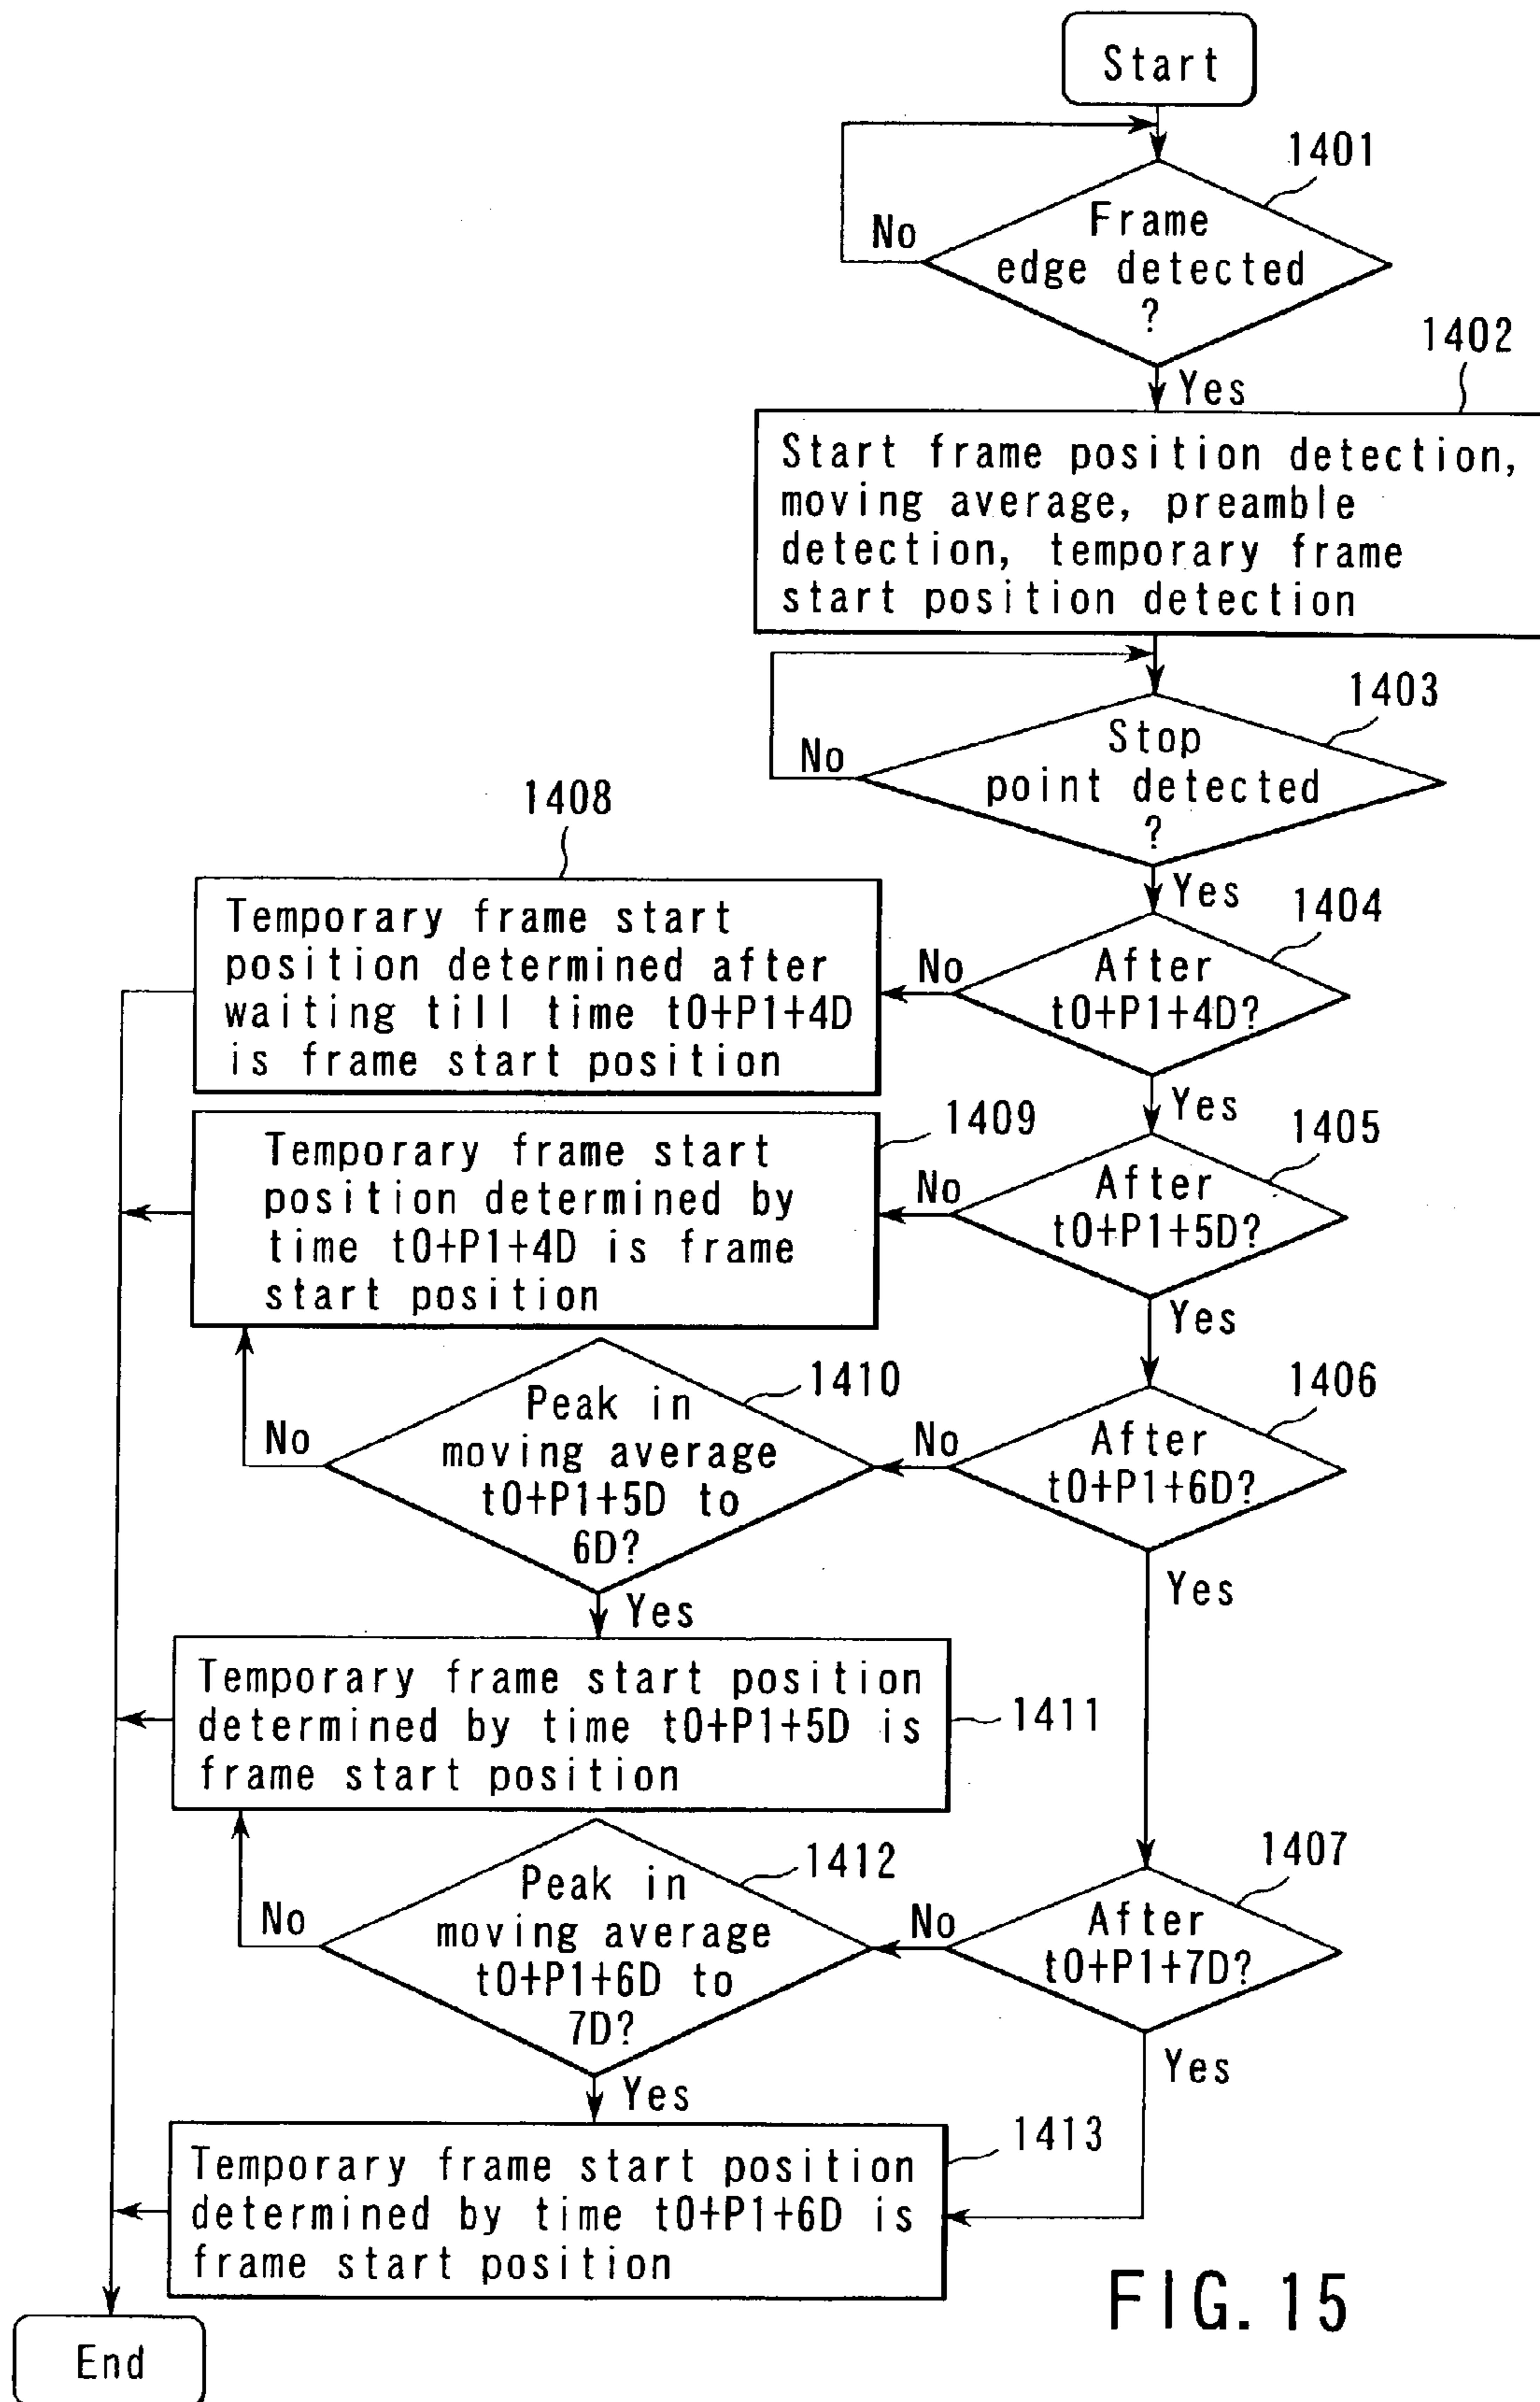 Start
1401
Frame
edge detected
?
No
Yes
1402
Start frame position detection,
moving average, preamble
detection, temporary frame
start position detection
1403
Stop
point detected
?
No
Yes
1408
Temporary frame start
position determined after
waiting till time t0+P1+4D
is frame start position
1404
After
t0+P1+4D?
No
Yes
1409
Temporary frame start
position determined by
time t0+P1+4D is frame
start position
1405
After
t0+P1+5D?
No
Yes
1410
Peak in
moving average
t0+P1+5D to
6D?
No
Yes
1406
After
t0+P1+6D?
No
Yes
Temporary frame start position
determined by time t0+P1+5D is
frame start position
1411
1412
Peak in
moving average
t0+P1+6D to
7D?
No
Yes
1407
After
t0+P1+7D?
No
Yes
1413
Temporary frame start position
determined by time t0+P1+6D is
frame start position
End
FIG. 15